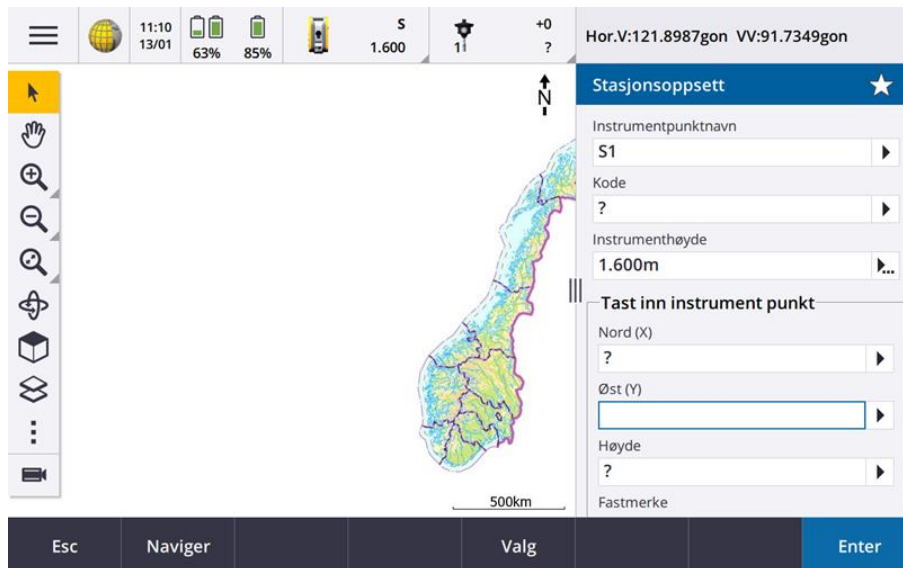 11:10
13/01
63%
85%
S
1.600
1
+0
?
Hor.V:121.8987gon VV:91.7349gon
N
Stasjonsoppsett
Instrumentpunktnavn
S1
Kode
?
Instrumenthøyde
1.600m
Tast inn instrument punkt
Nord (X)
?
Øst (Y)
Høyde
?
Fastmerke
500km
Esc
Naviger
Valg
Enter